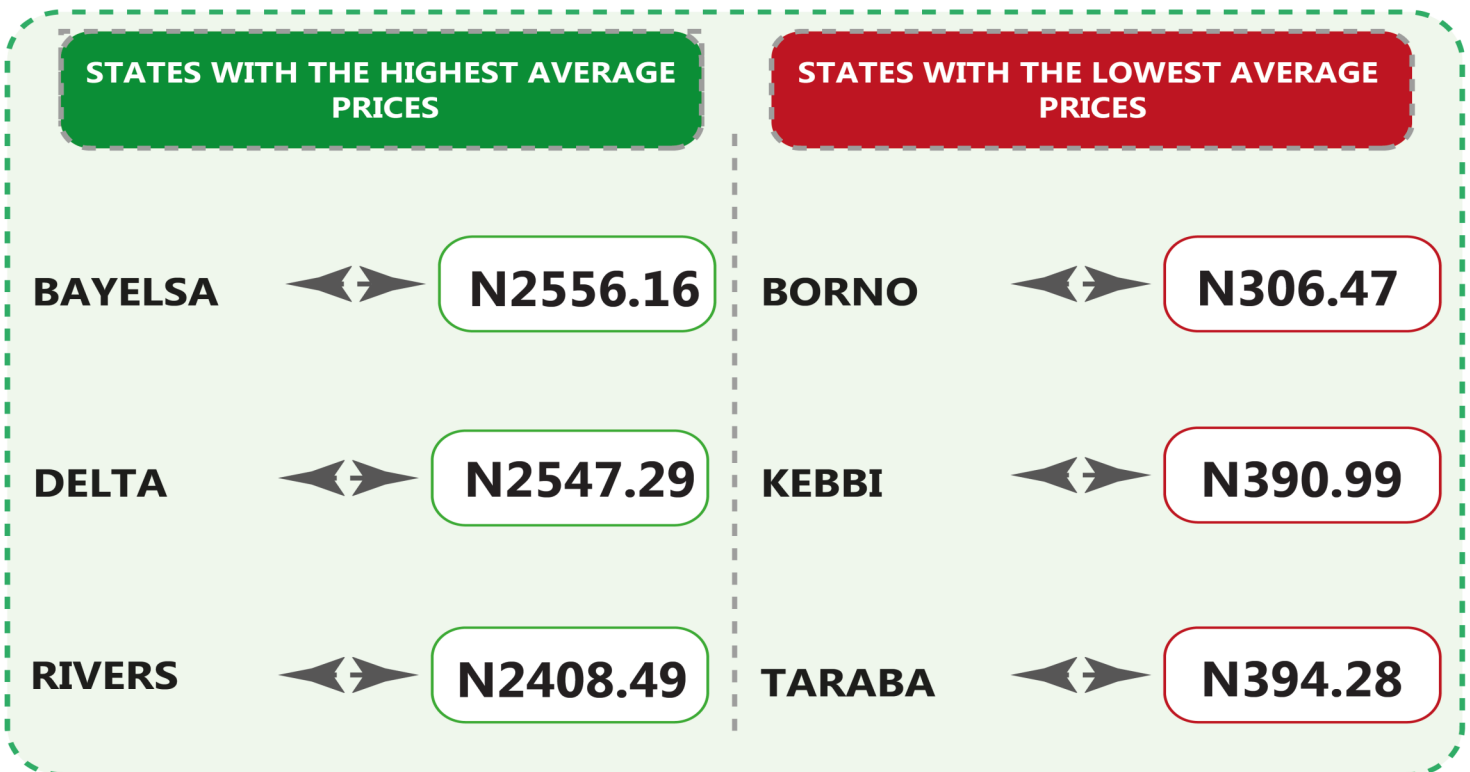 STATES WITH THE HIGHEST AVERAGE
PRICES
BAYELSA N2556.16
DELTA N2547.29
RIVERS N2408.49
STATES WITH THE LOWEST AVERAGE
PRICES
BORNO N306.47
KEBBI N390.99
TARABA N394.28